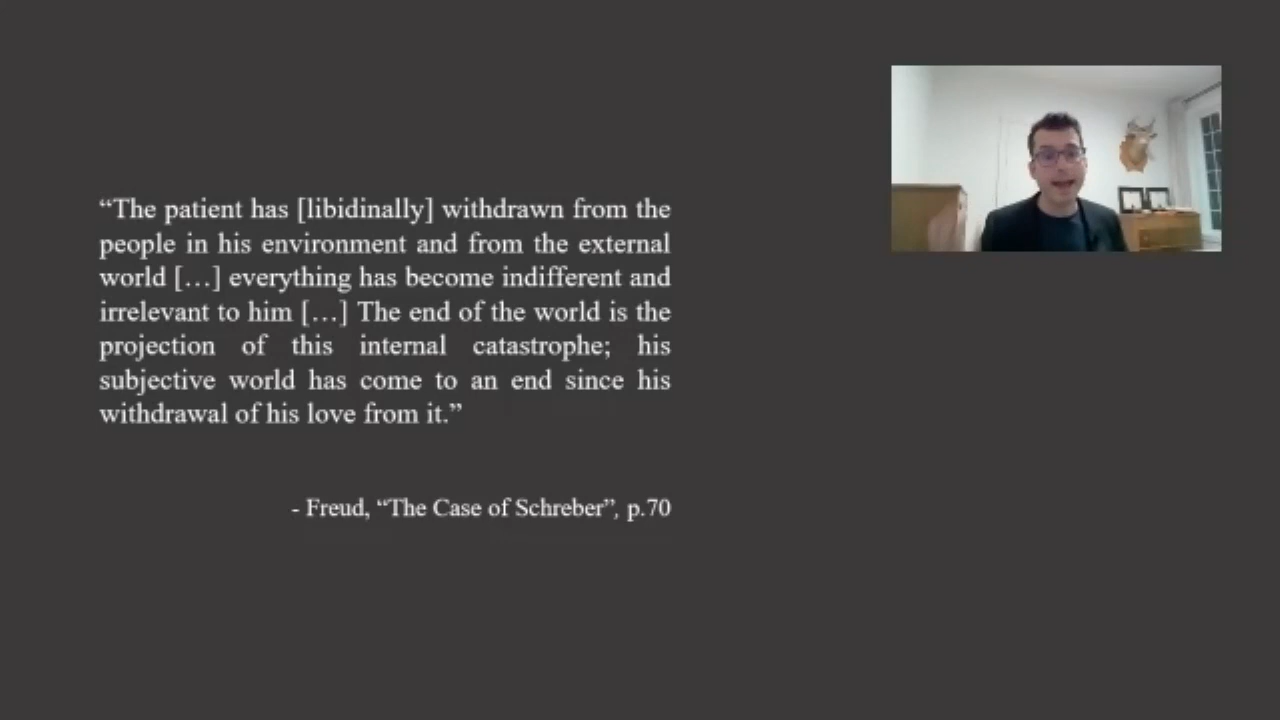 “The patient has [libidinally] withdrawn from the
people in his environment and from the external
world […] everything has become indifferent and
irrelevant to him […] The end of the world is the
projection of this internal catastrophe; his
subjective world has come to an end since his
withdrawal of his love from it.”
- Freud, “The Case of Schreber”, p.70